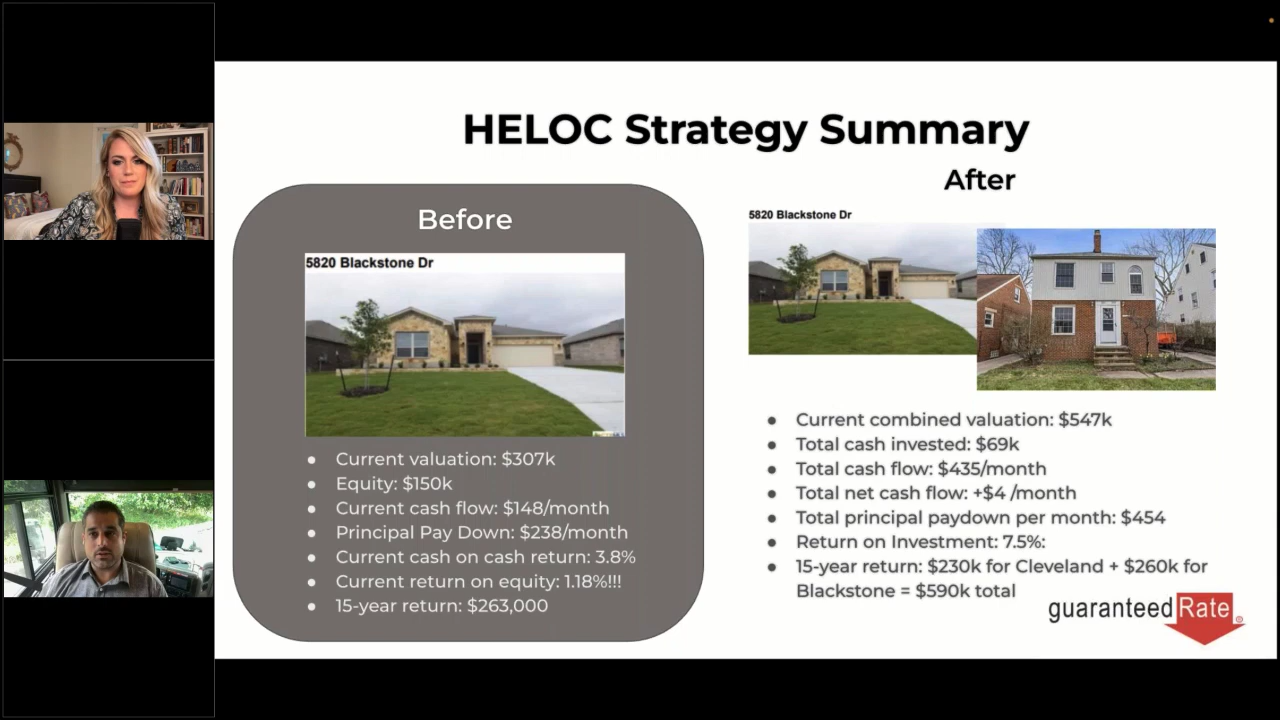 HELOC Strategy Summary
Before
5820 Blackstone Dr
● Current valuation: $307k
● Equity: $150k
● Current cash flow: $148/month
● Principal Pay Down: $238/month
● Current cash on cash return: 3.8%
● Current return on equity: 1.18%!!!
● 15-year return: $263,000
After
5820 Blackstone Dr
● Current combined valuation: $547k
● Total cash invested: $69k
● Total cash flow: $435/month
● Total net cash flow: +$4 /month
● Total principal paydown per month: $454
● Return on Investment: 7.5%:
● 15-year return: $230k for Cleveland + $260k for
Blackstone = $590k total
guaranteed Rate®